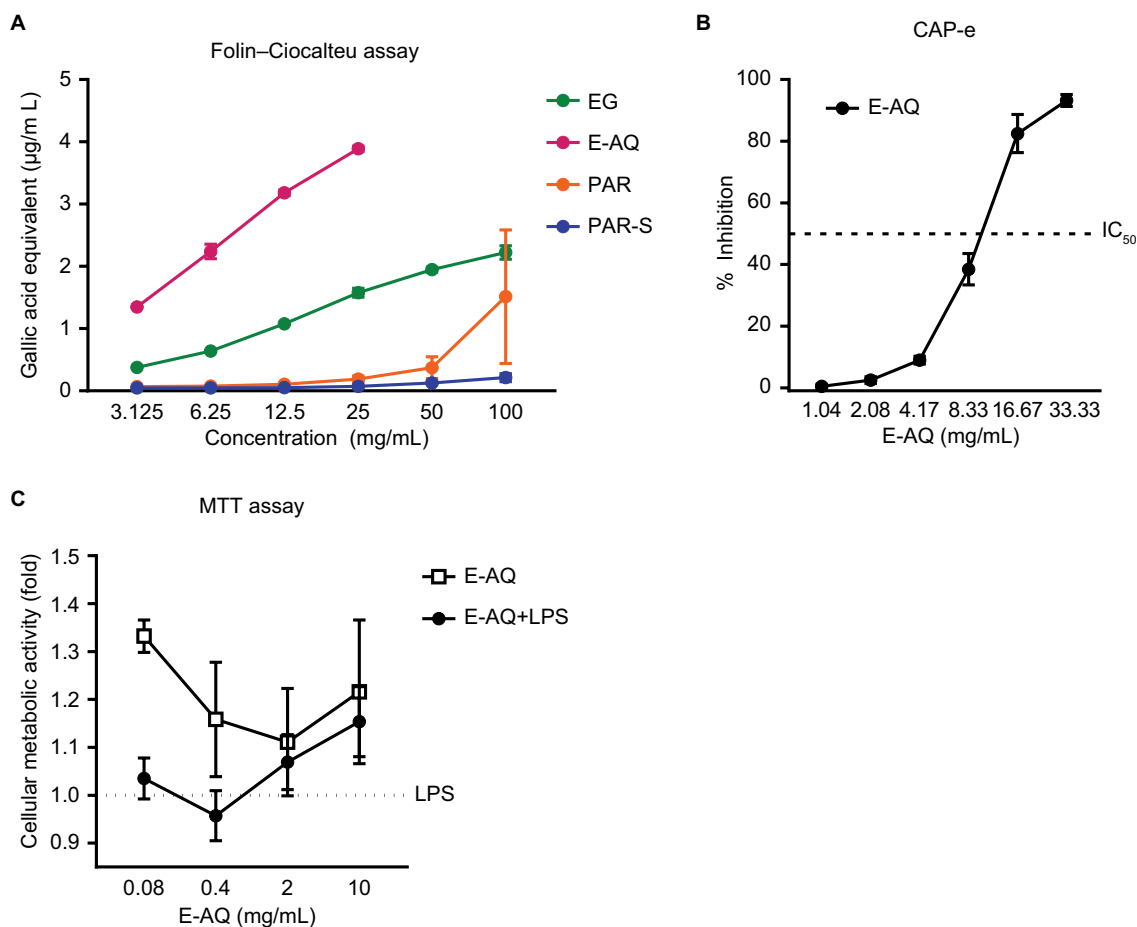 A
Folin–Ciocalteu assay
5
4
3
2
1
0
Gallic acid equivalent (µg/m L)
3.125 6.25 12.5 25 50 100
Concentration (mg/mL)
EG
E-AQ
PAR
PAR-S
B
CAP-e
100
80
60
40
20
0
% Inhibition
E-AQ
IC50
1.04 2.08 4.17 8.33 16.67 33.33
E-AQ (mg/mL)
C
MTT assay
1.5
1.4
1.3
1.2
1.1
1.0
0.9
Cellular metabolic activity (fold)
E-AQ
E-AQ+LPS
LPS
0.08 0.4 2 10
E-AQ (mg/mL)